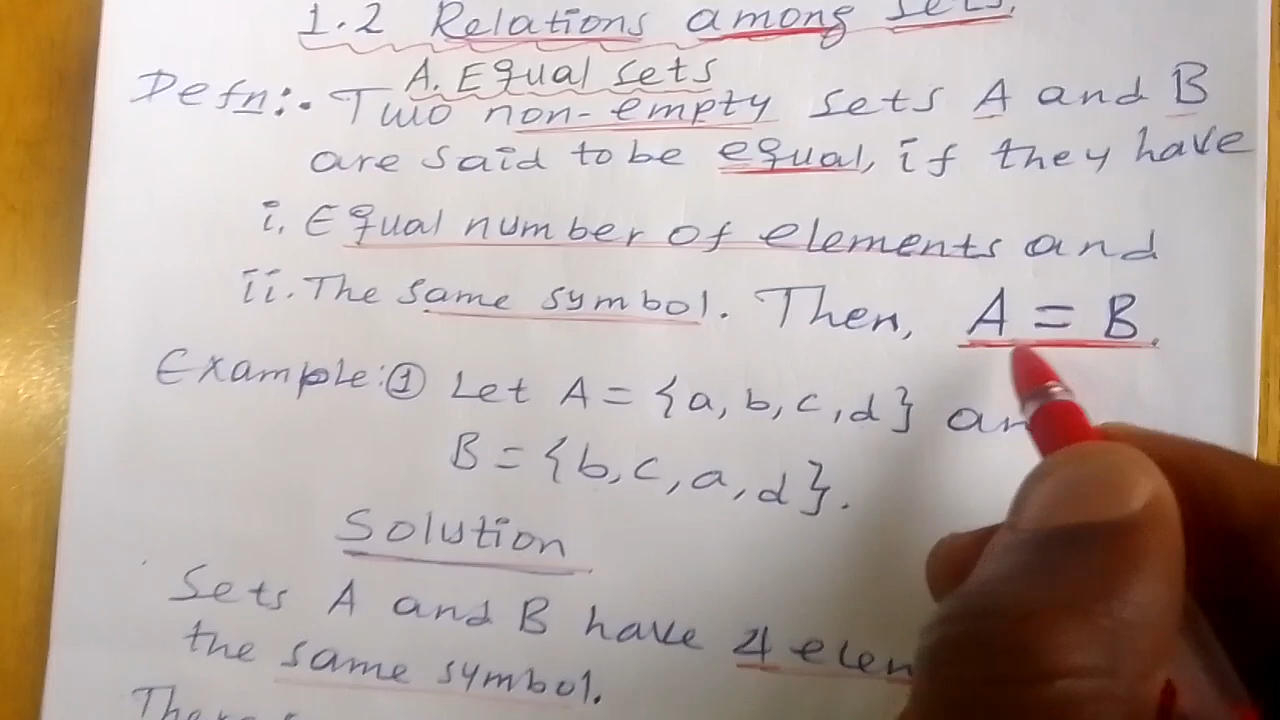 1.2 Relations among sets.
A. Equal sets
Defn:. Two non-empty sets A and B
are said to be equal, if they have
i. Equal number of elements and
ii. The same symbol. Then, A = B.
Example: ① Let A = {a, b, c, d}
B = {b, c, a, d}.
Solution
Sets A and B have 4
the same symbol.